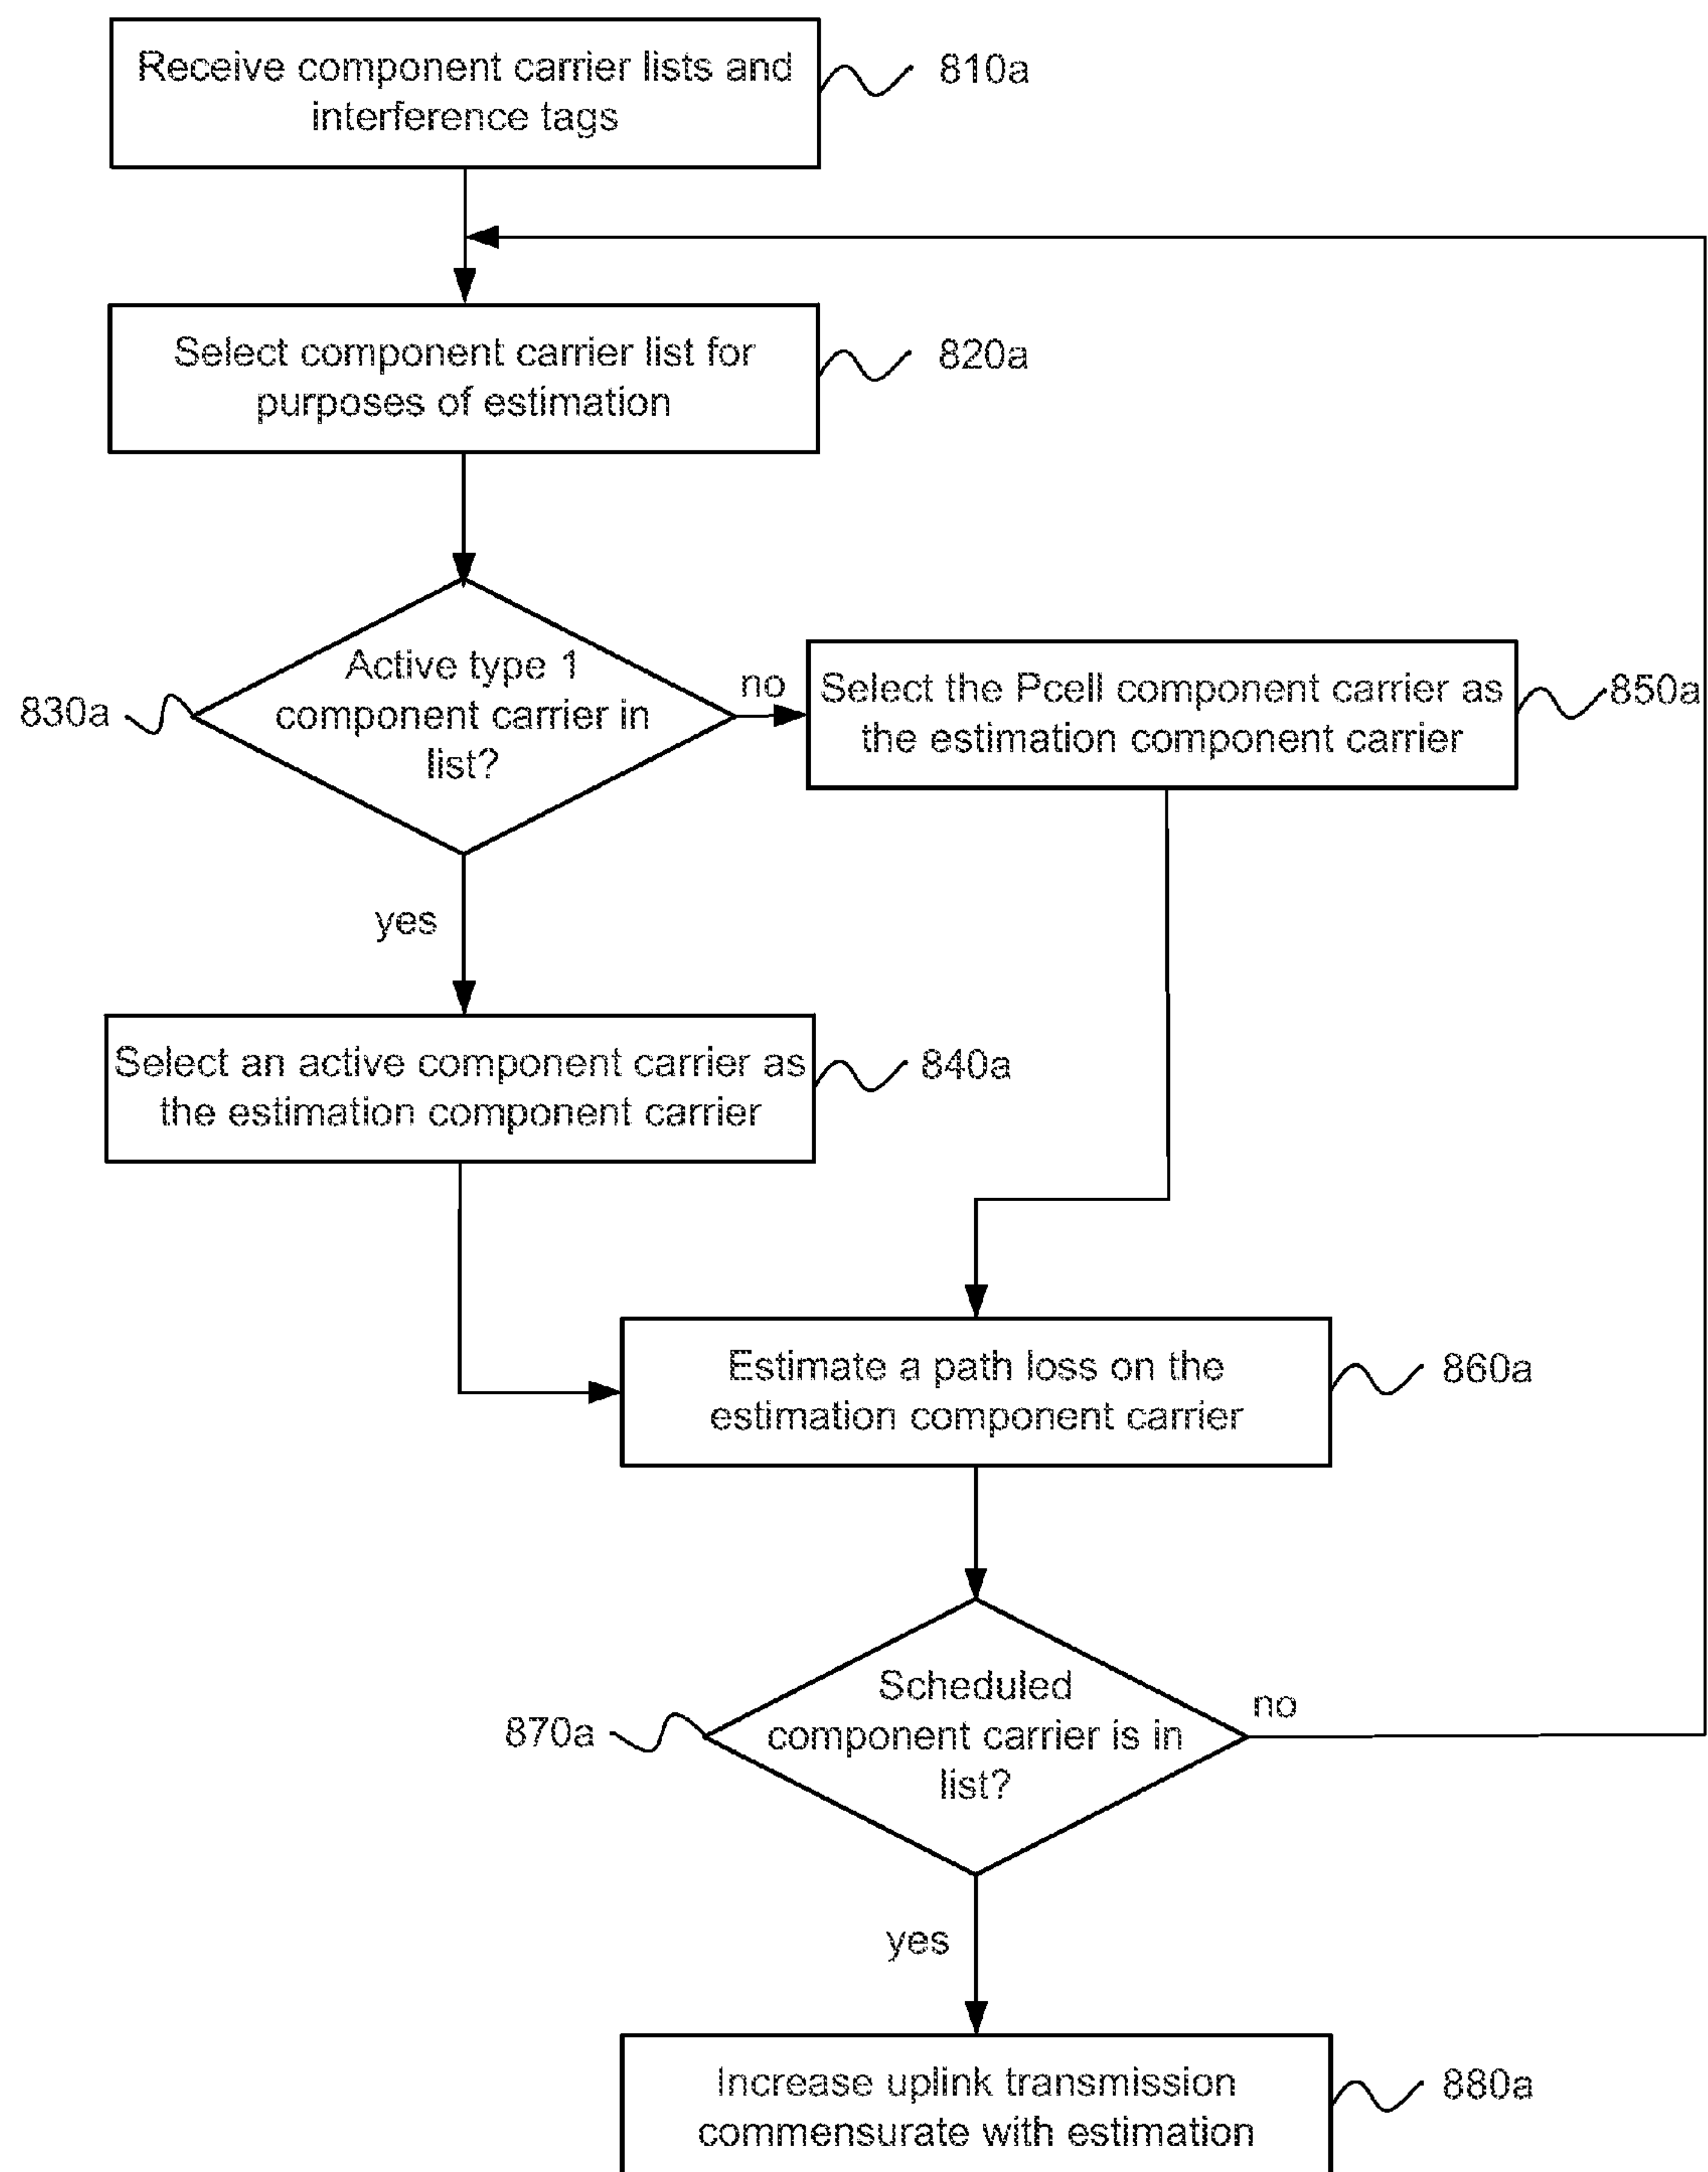 Receive component carrier lists and
interference tags
810a
Select component carrier list for
purposes of estimation
820a
Active type 1
component carrier in
list?
830a
no
Select the Pcell component carrier as
the estimation component carrier
850a
yes
Select an active component carrier as
the estimation component carrier
840a
Estimate a path loss on the
estimation component carrier
860a
Scheduled
component carrier is in
list?
870a
no
yes
Increase uplink transmission
commensurate with estimation
880a